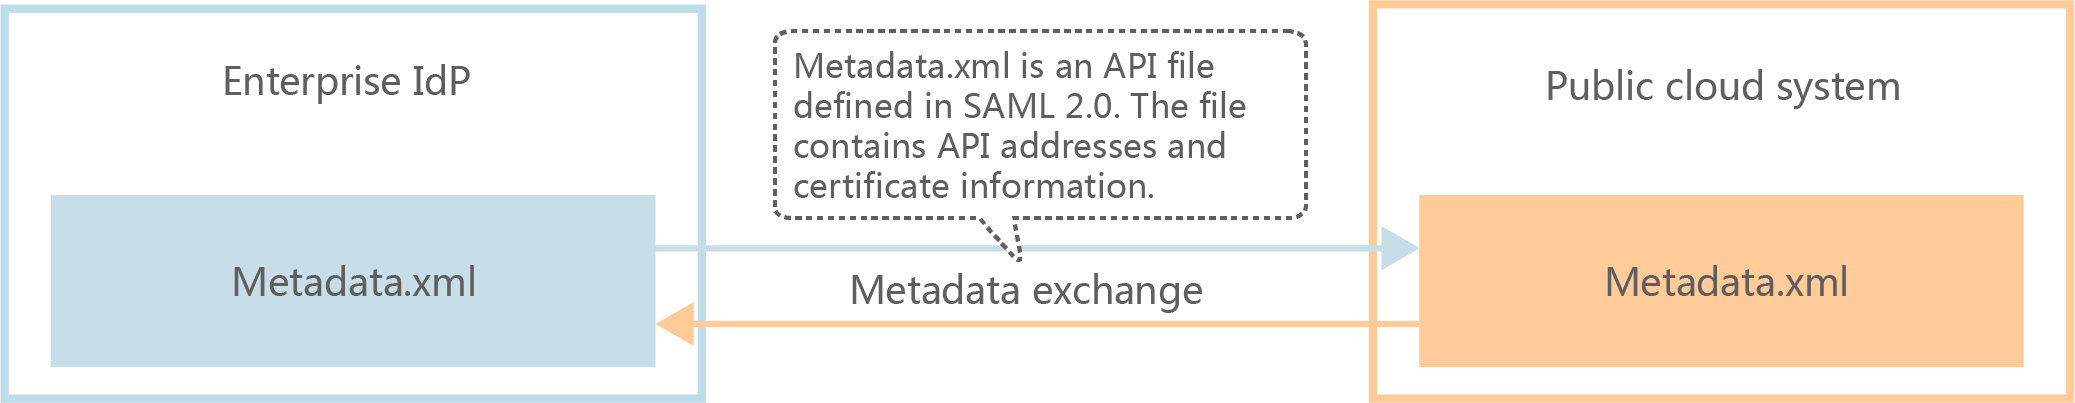 Enterprise IdP
Metadata.xml
Metadata.xml is an API file
defined in SAML 2.0. The file
contains API addresses and
certificate information.
Metadata exchange
Public cloud system
Metadata.xml